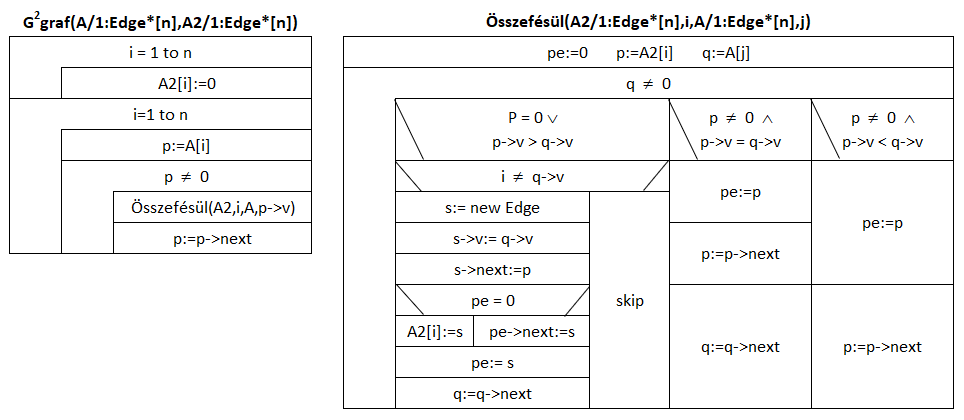 G²graf(A/1:Edge*[n],A2/1:Edge*[n])
i = 1 to n
A2[i]:=0
i=1 to n
p:=A[i]
p ≠ 0
Összefésül(A2,i,A,p->v)
p:=p->next
Összefésül(A2/1:Edge*[n],i,A/1:Edge*[n],j)
pe:=0 p:=A2[i] q:=A[j]
q ≠ 0
P = 0 ∨
p->v > q->v
p ≠ 0 ∧
p->v = q->v
p ≠ 0 ∧
p->v < q->v
i ≠ q->v
s:= new Edge
s->v:= q->v
s->next:=p
pe = 0
A2[i]:=s
pe->next:=s
pe:= s
q:=q->next
skip
pe:=p
p:=p->next
q:=q->next
pe:=p
p:=p->next